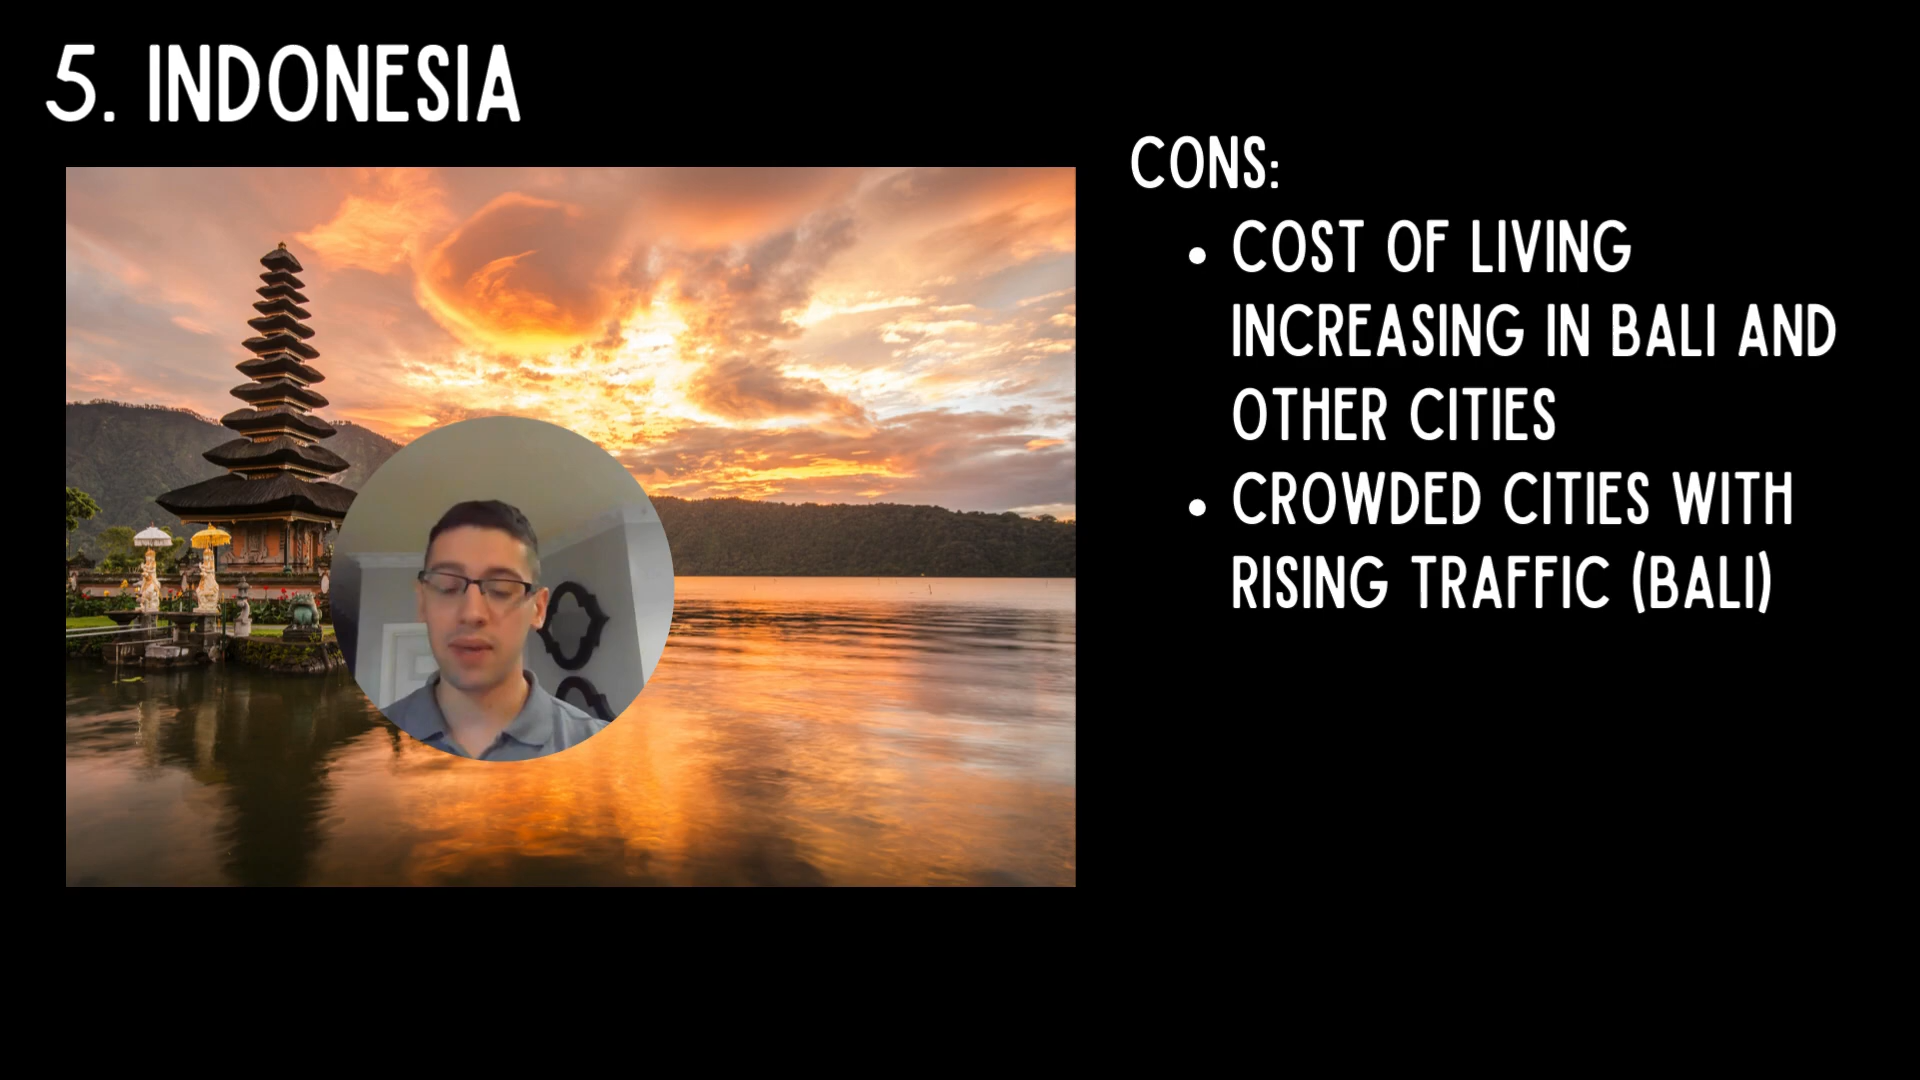 5. INDONESIA
CONS:
• COST OF LIVING
INCREASING IN BALI AND
OTHER CITIES
• CROWDED CITIES WITH
RISING TRAFFIC (BALI)